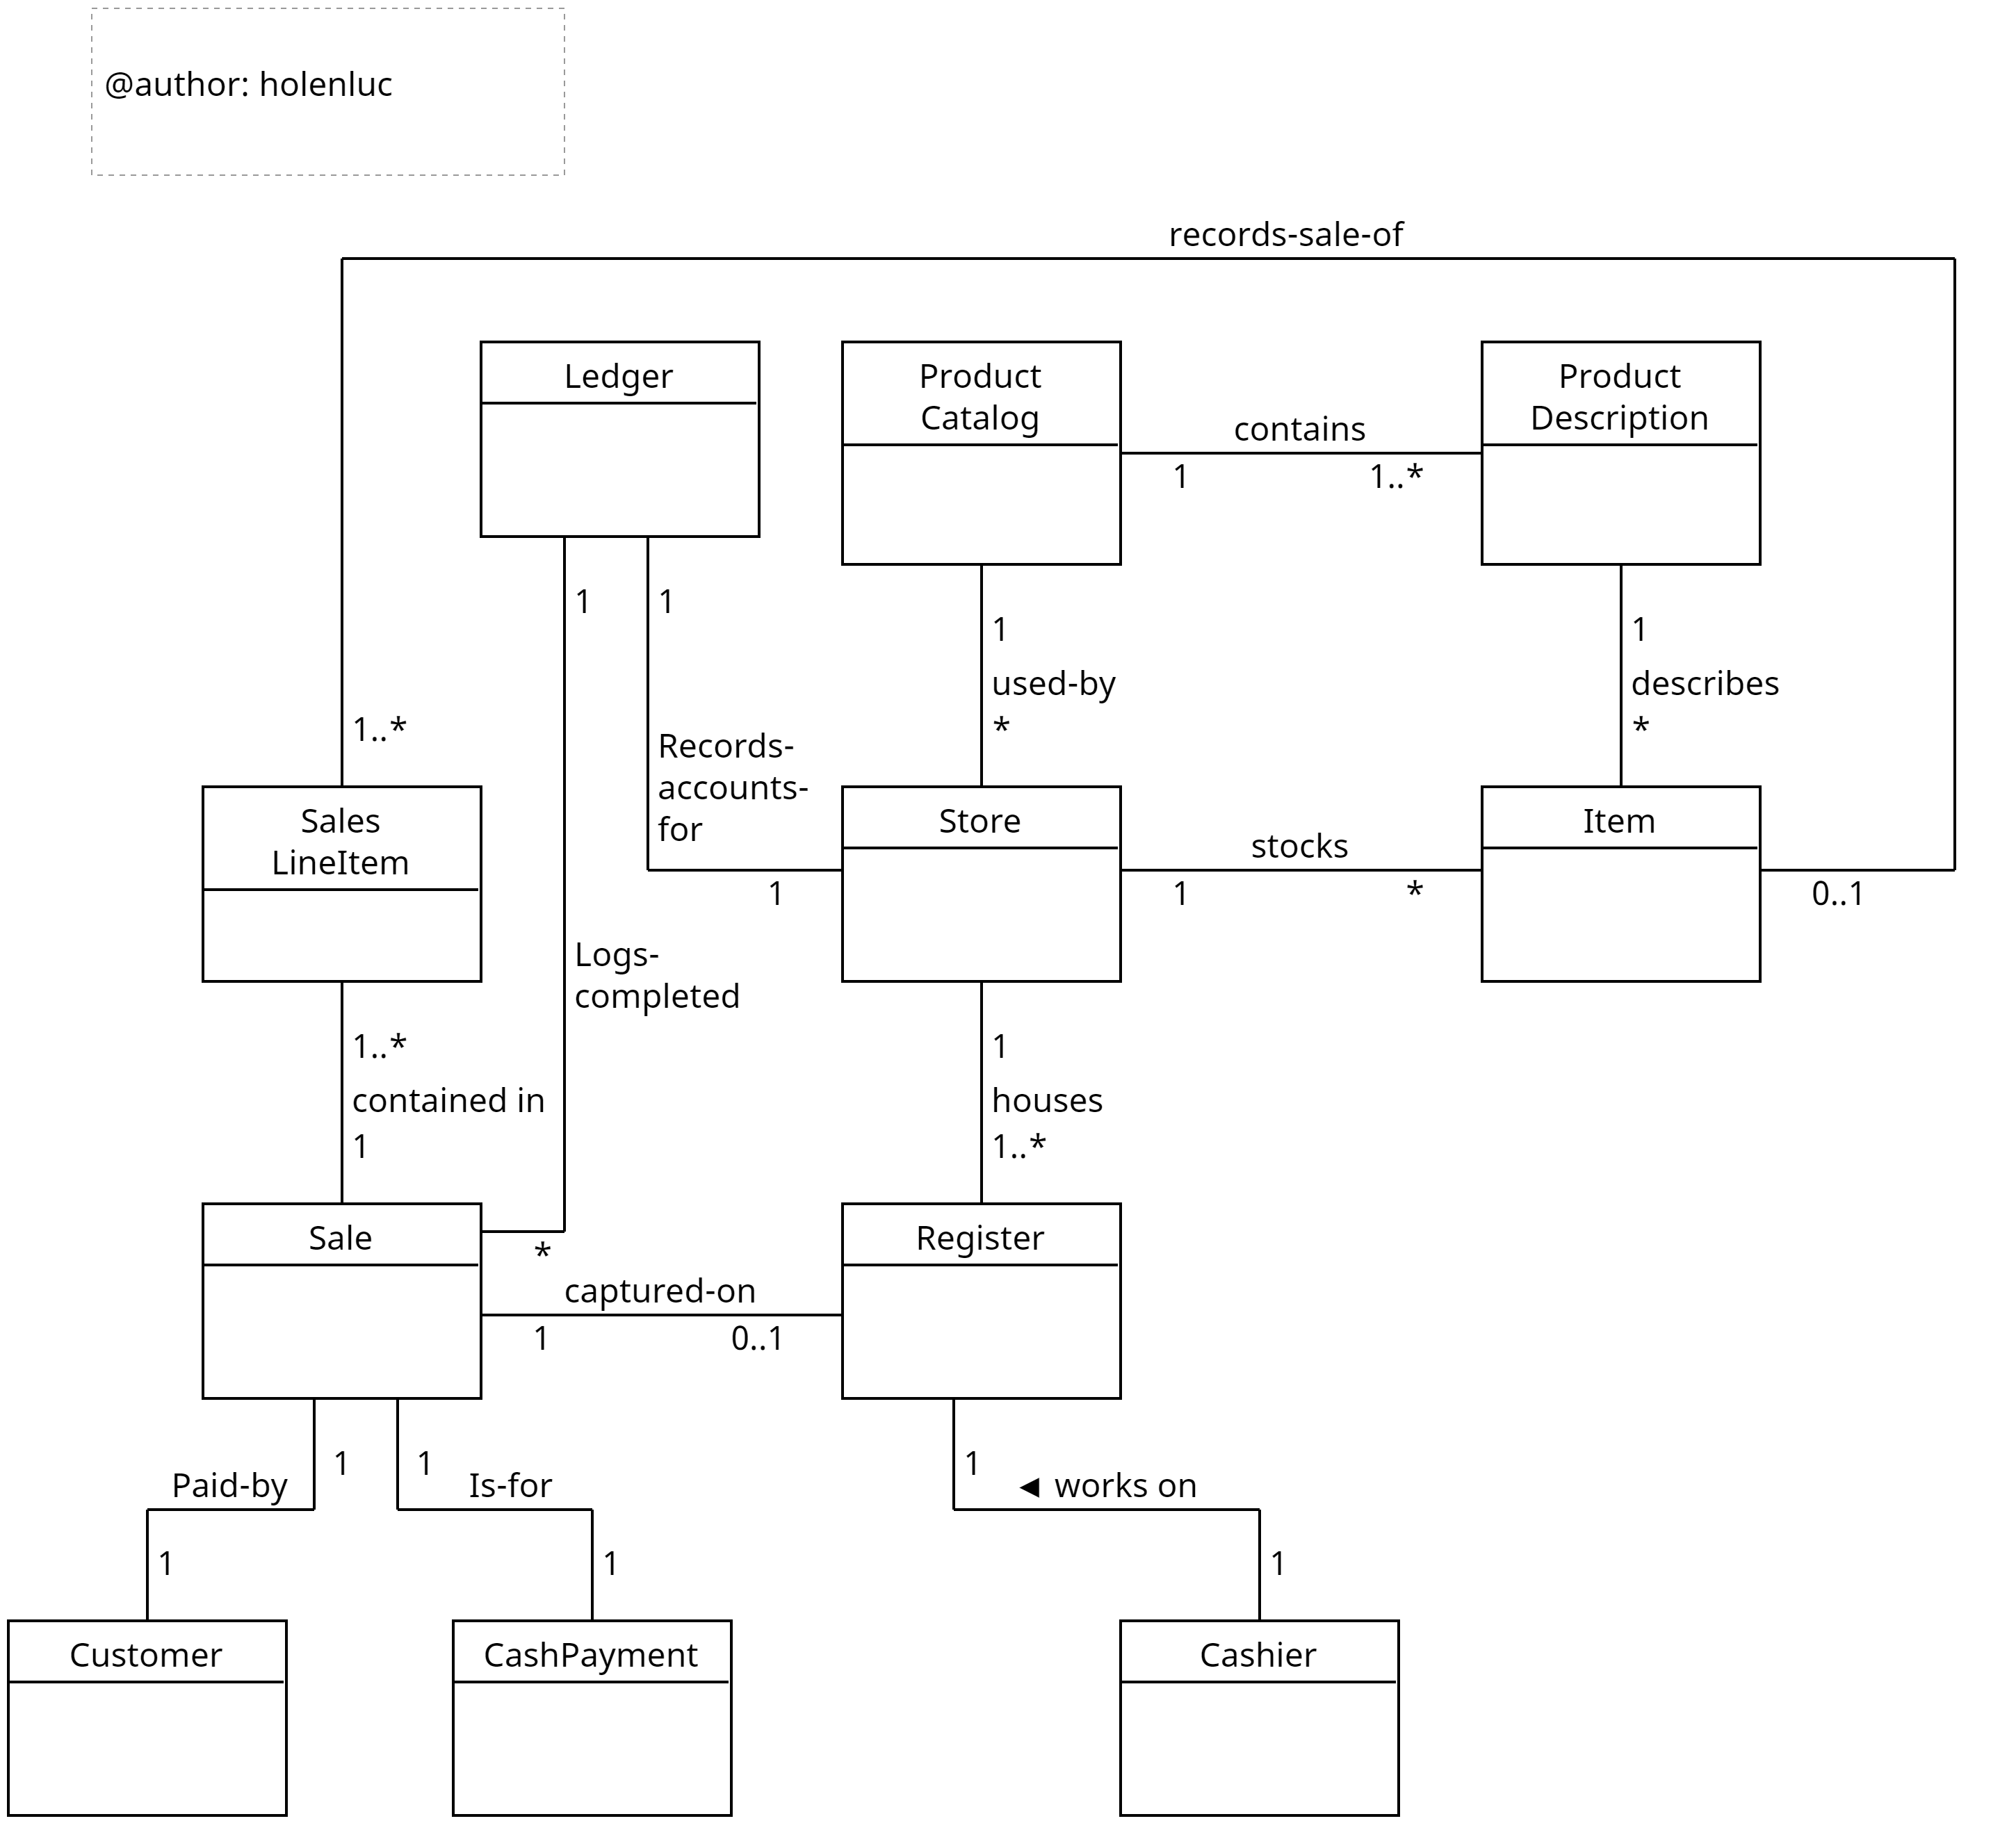 @author: holenluc
records-sale-of
Ledger
Product
Catalog
Product
Description
contains
1
1..*
1
1
1
1
used-by
*
describes
*
1..*
Records-
accounts-
for
Sales
LineItem
Store
Item
stocks
1
1
*
0..1
Logs-
completed
1..*
contained in
1
1
houses
1..*
Sale
Register
*
captured-on
1
0..1
1
1
1
Paid-by
Is-for
◄ works on
1
1
1
Customer
CashPayment
Cashier